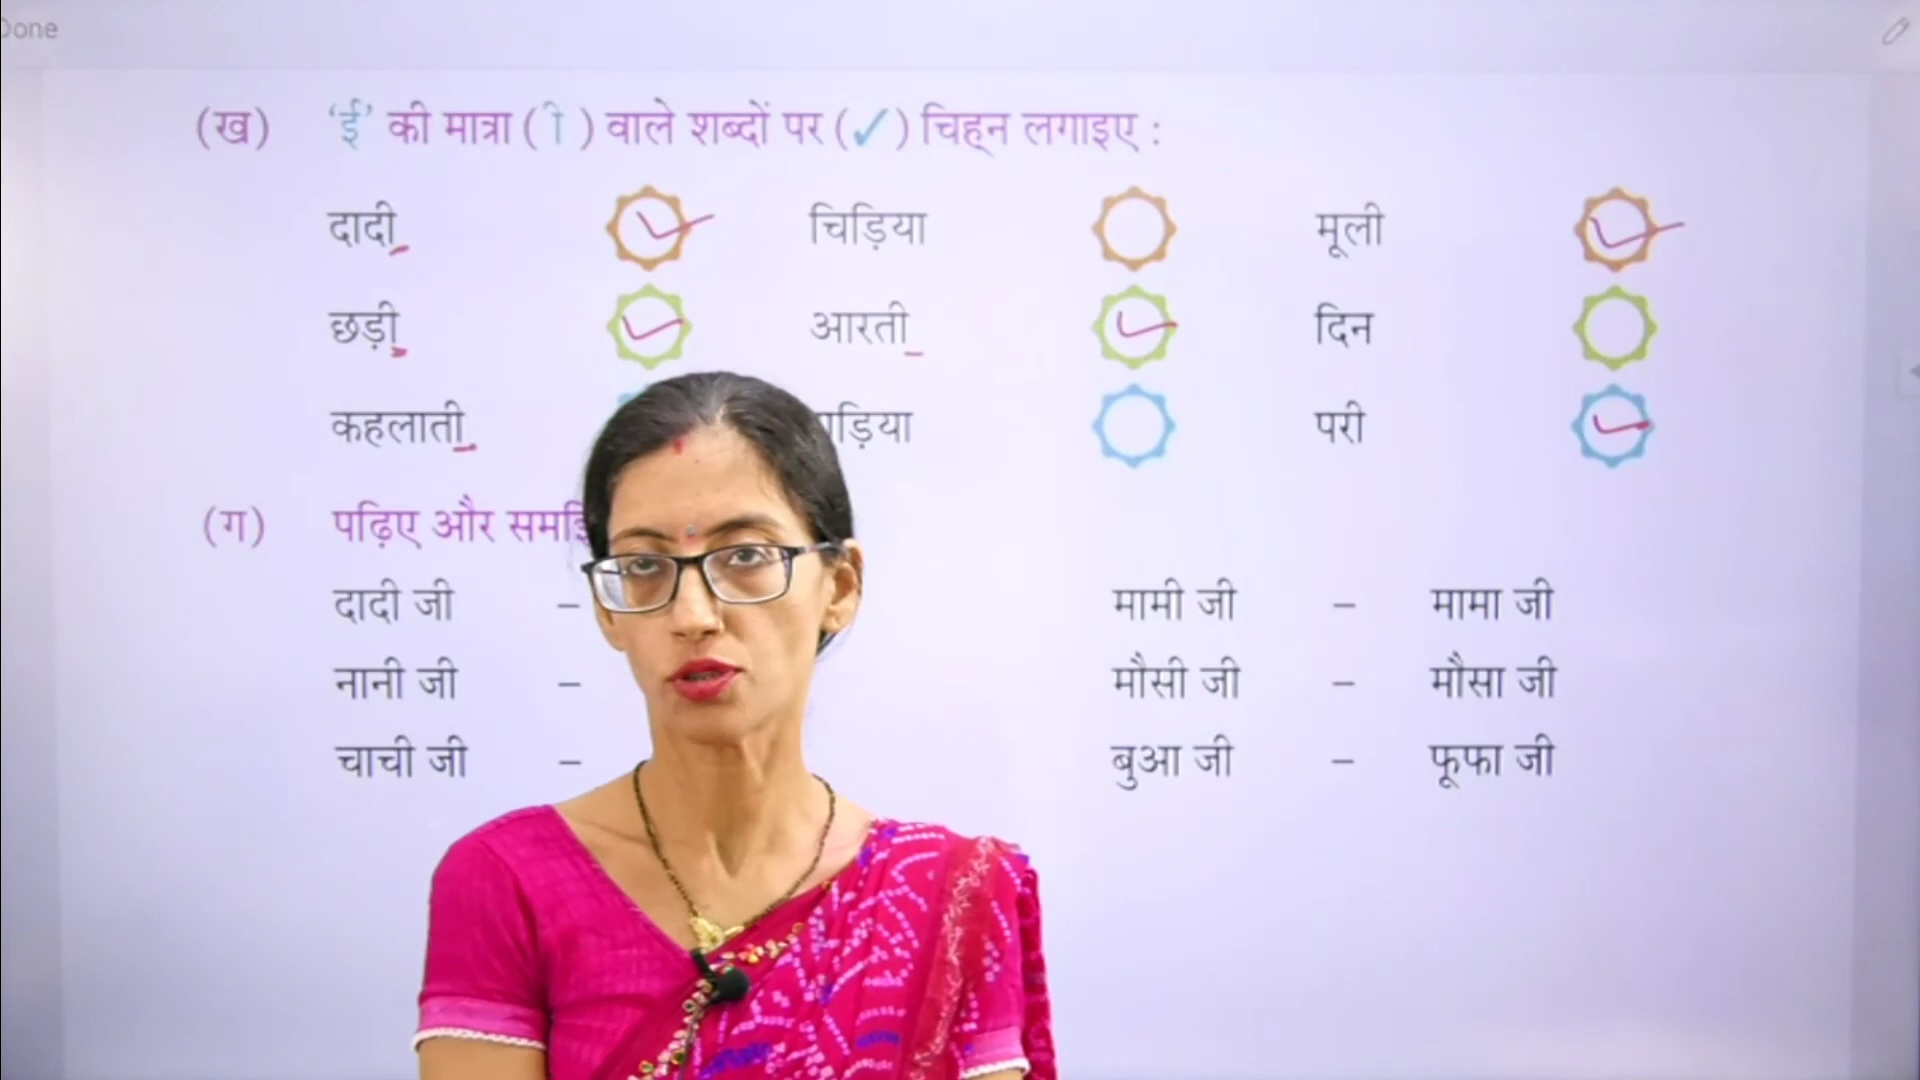 Done
(ख) ‘ई’ की मात्रा ( ी ) वाले शब्दों पर (✓) चिह्न लगाइए :
दादी चिड़िया मूली
छड़ी आरती दिन
कहलाती परी
(ग) पढ़िए और
दादी जी – मामी जी – मामा जी
नानी जी – मौसी जी – मौसा जी
चाची जी – बुआ जी – फूफा जी